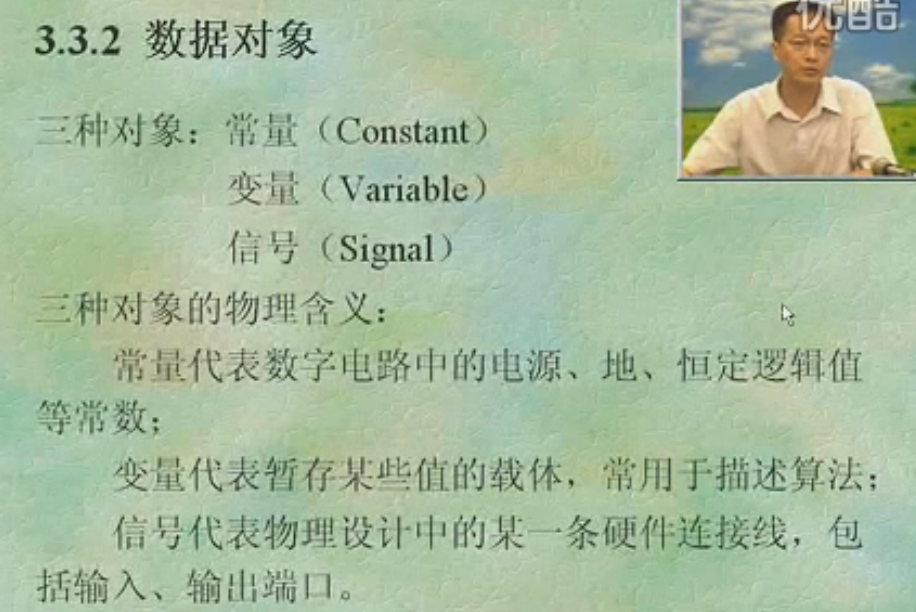 优酷
3.3.2 数据对象
三种对象：常量（Constant）
变量（Variable）
信号（Signal）
三种对象的物理含义：
常量代表数字电路中的电源、地、恒定逻辑值
等常数；
变量代表暂存某些值的载体，常用于描述算法；
信号代表物理设计中的某一条硬件连接线，包
括输入、输出端口。